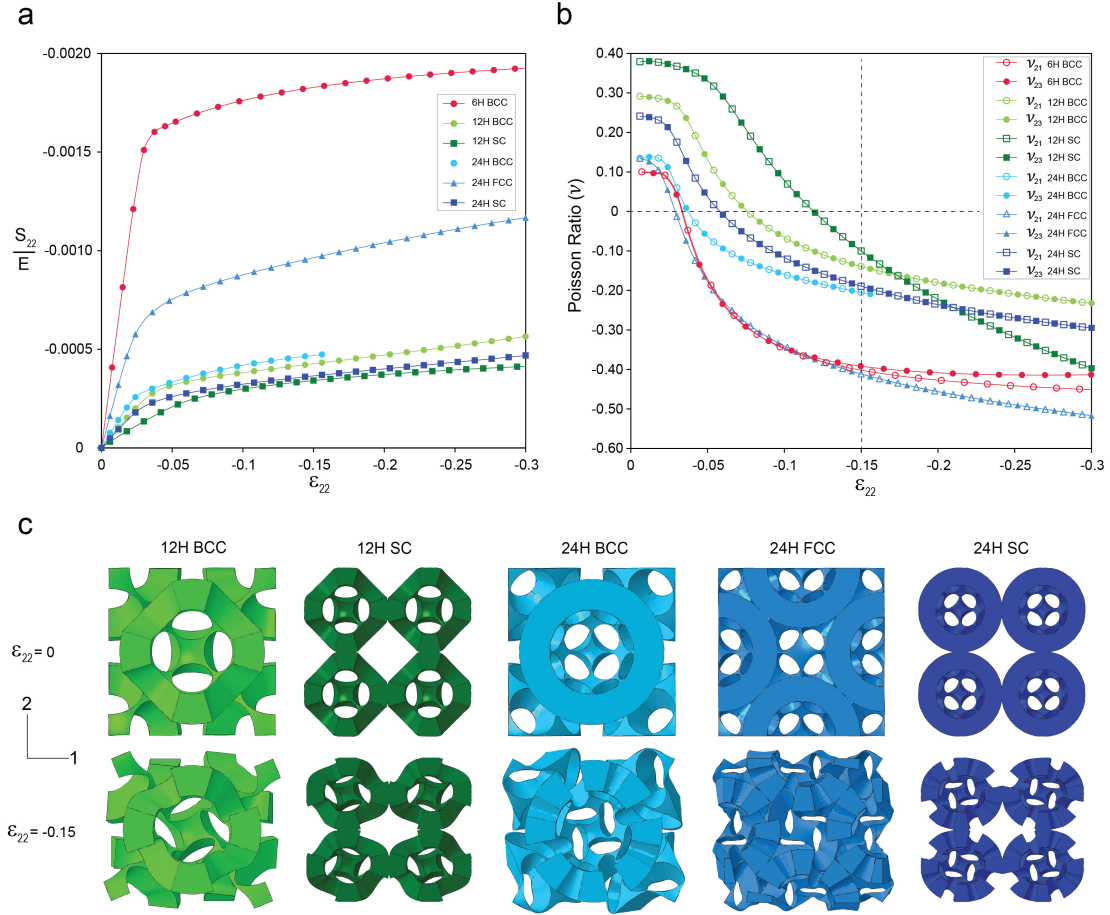 a
-0.0020
-0.0015
-0.0010
-0.0005
0
S22
E
0
-0.05
-0.1
-0.15
-0.2
-0.25
-0.3
ε22
6H BCC
12H BCC
12H SC
24H BCC
24H FCC
24H SC
b
0.40
0.30
0.20
0.10
0
-0.10
-0.20
-0.30
-0.40
-0.50
-0.60
Poisson Ratio (ν)
0
-0.05
-0.1
-0.15
-0.2
-0.25
-0.3
ε22
ν21 6H BCC
ν23 6H BCC
ν21 12H BCC
ν23 12H BCC
ν21 12H SC
ν23 12H SC
ν21 24H BCC
ν23 24H BCC
ν21 24H FCC
ν23 24H FCC
ν21 24H SC
ν23 24H SC
c
12H BCC
12H SC
24H BCC
24H FCC
24H SC
ε22 = 0
2
1
ε22 = -0.15